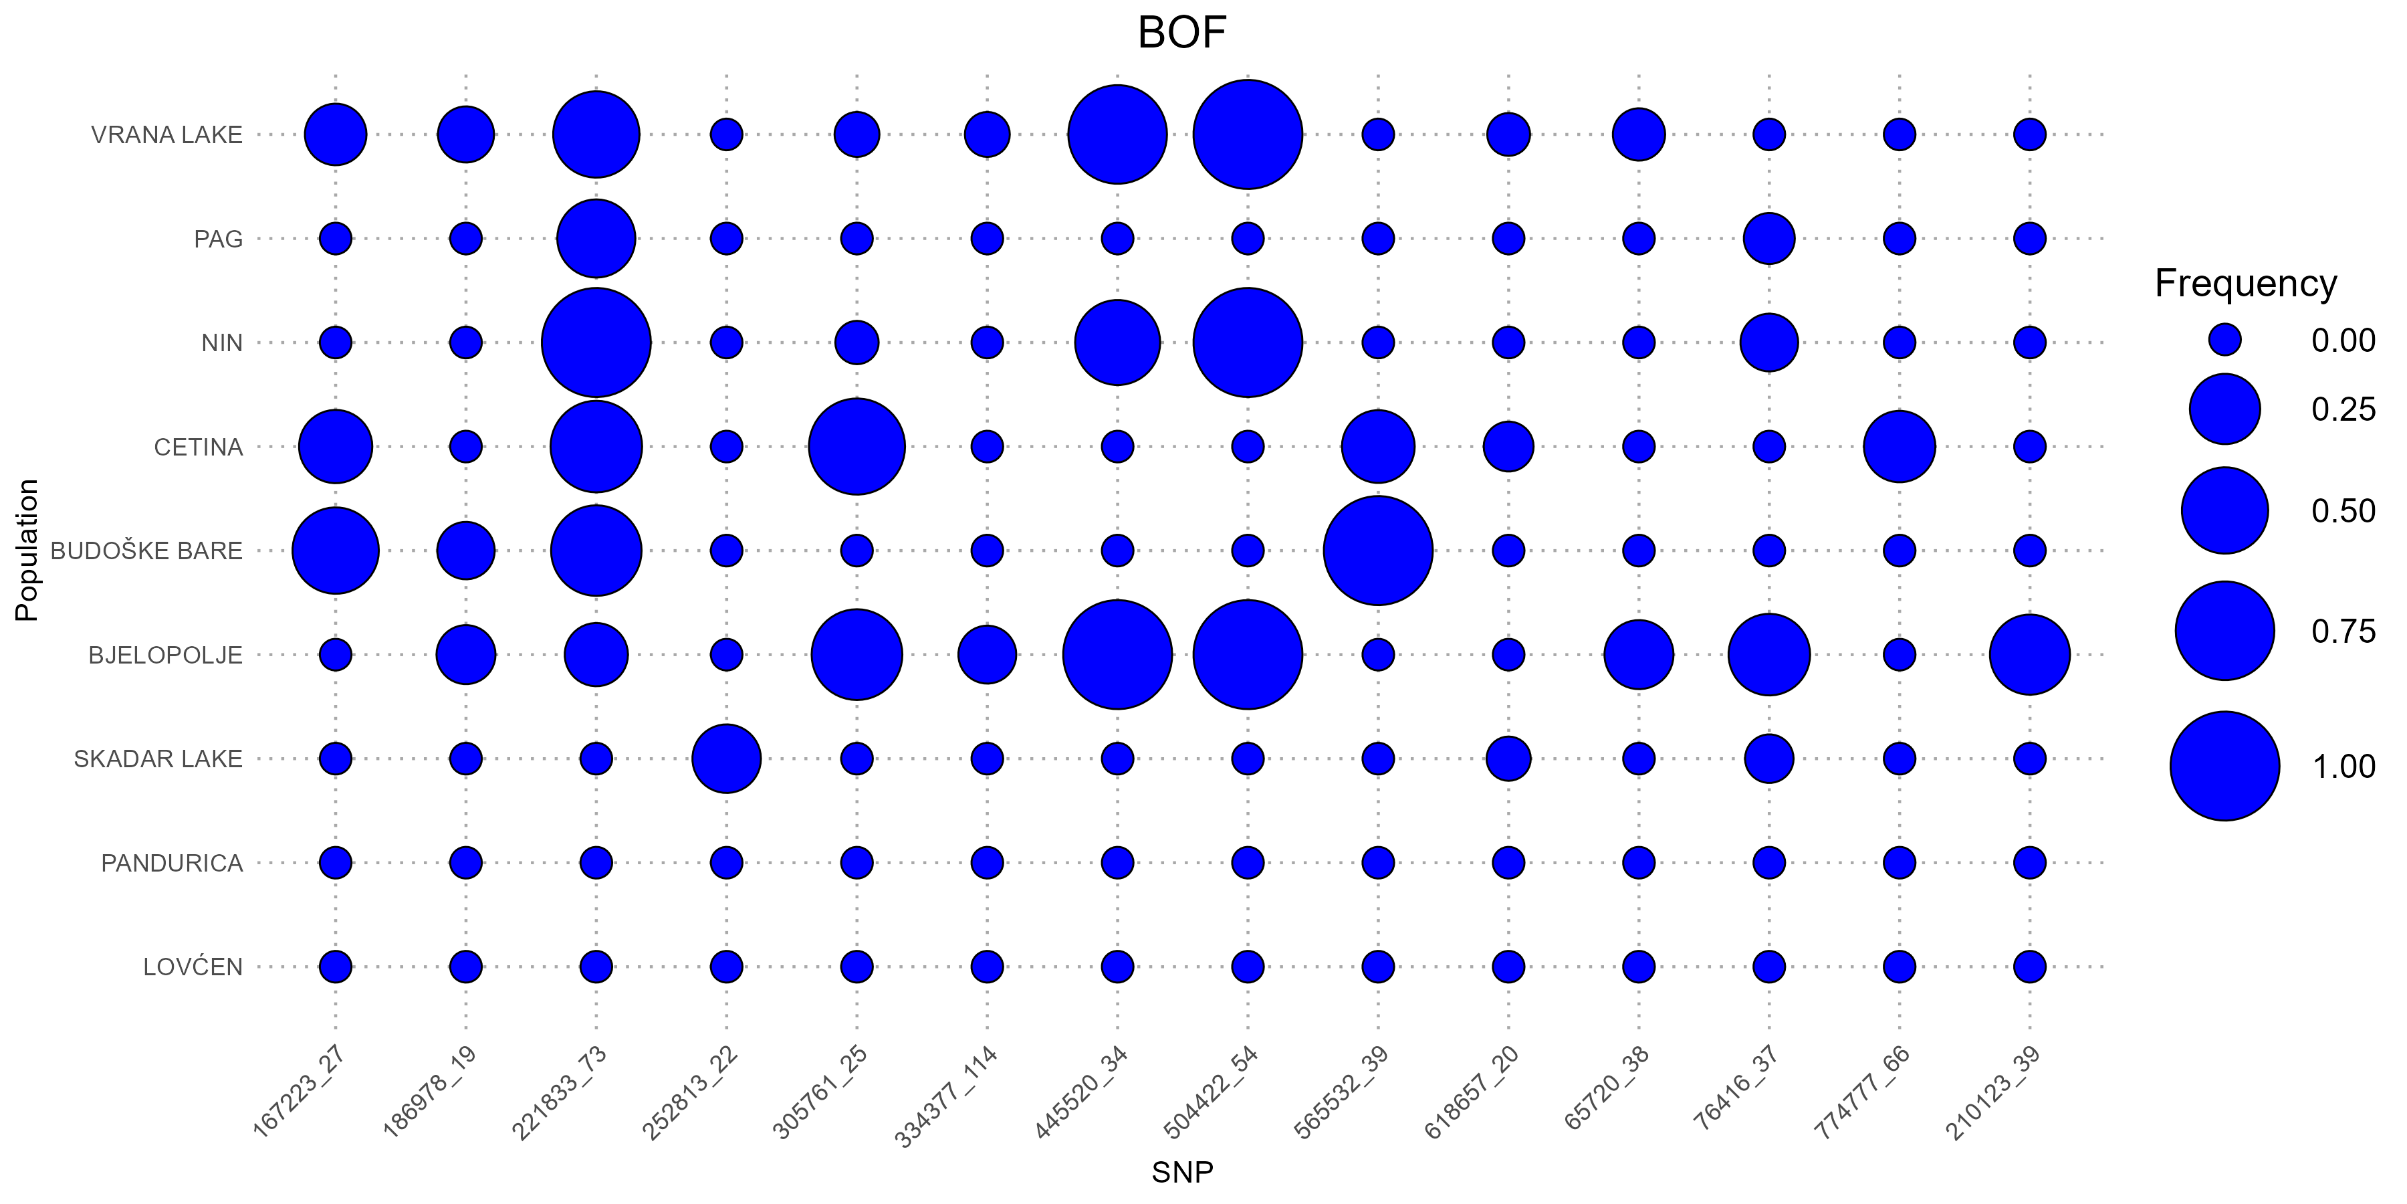 BOF
VRANA LAKE
PAG
NIN
CETINA
BUDOŠKE BARE
BJELOPOLJE
SKADAR LAKE
PANDURICA
LOVĆEN
Population
167223_27
186978_19
221833_73
252813_22
305761_25
334377_114
445520_34
504422_54
565532_39
618657_20
65720_38
76416_37
774777_66
210123_39
SNP
Frequency
0.00
0.25
0.50
0.75
1.00